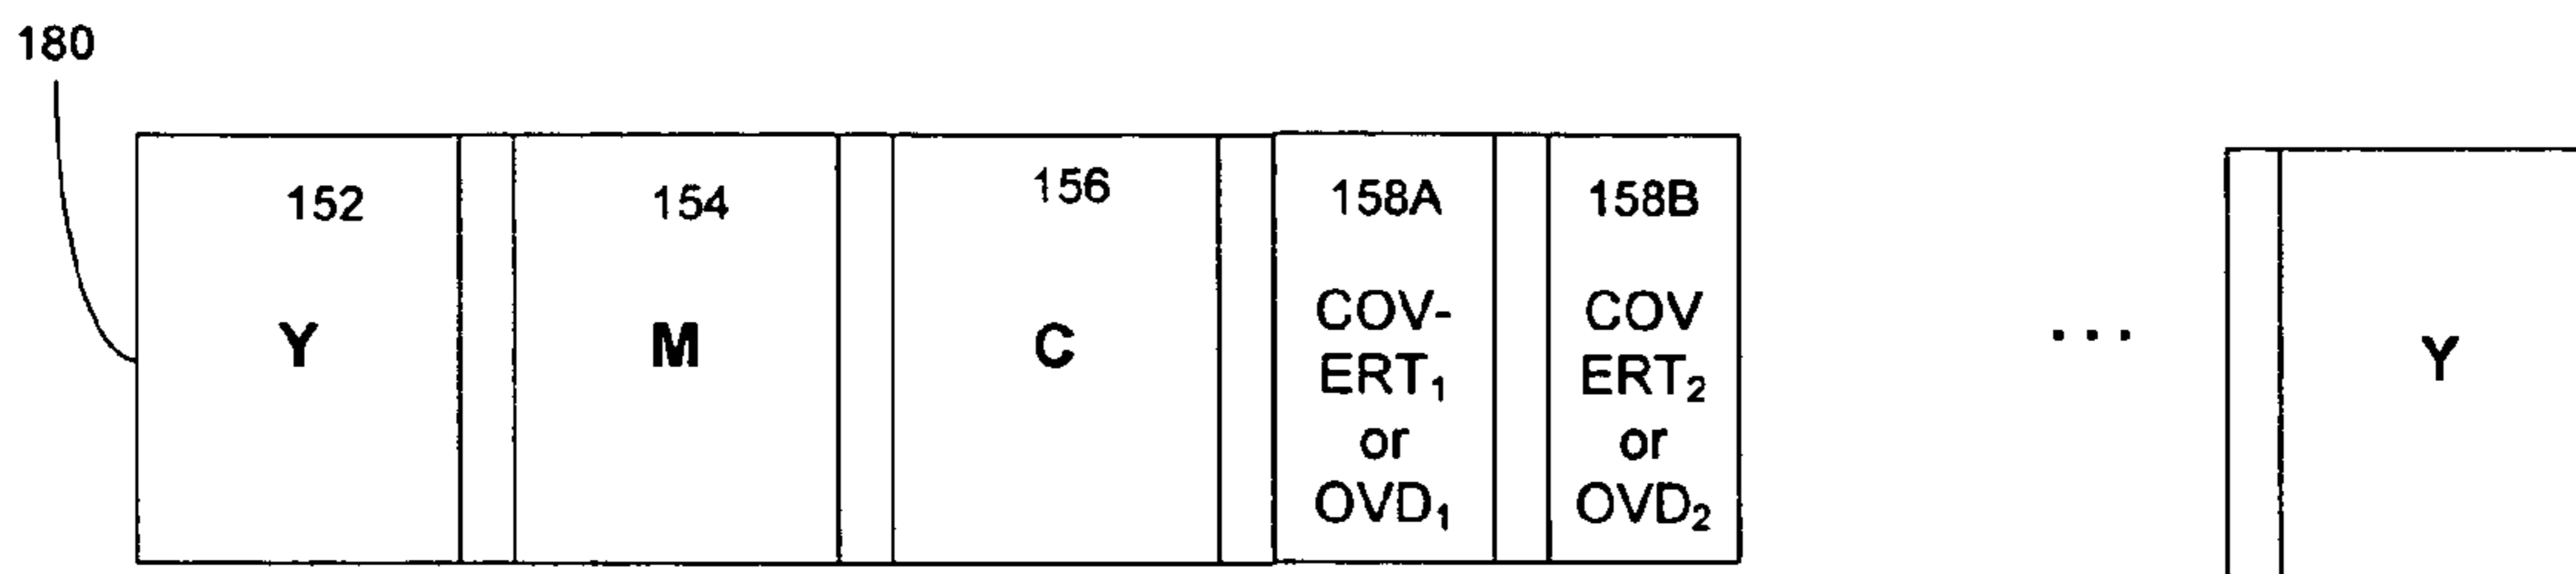 180
152
Y
154
M
156
C
158A
COV-
ERT₁
or
OVD₁
158B
COV
ERT₂
or
OVD₂
...
Y